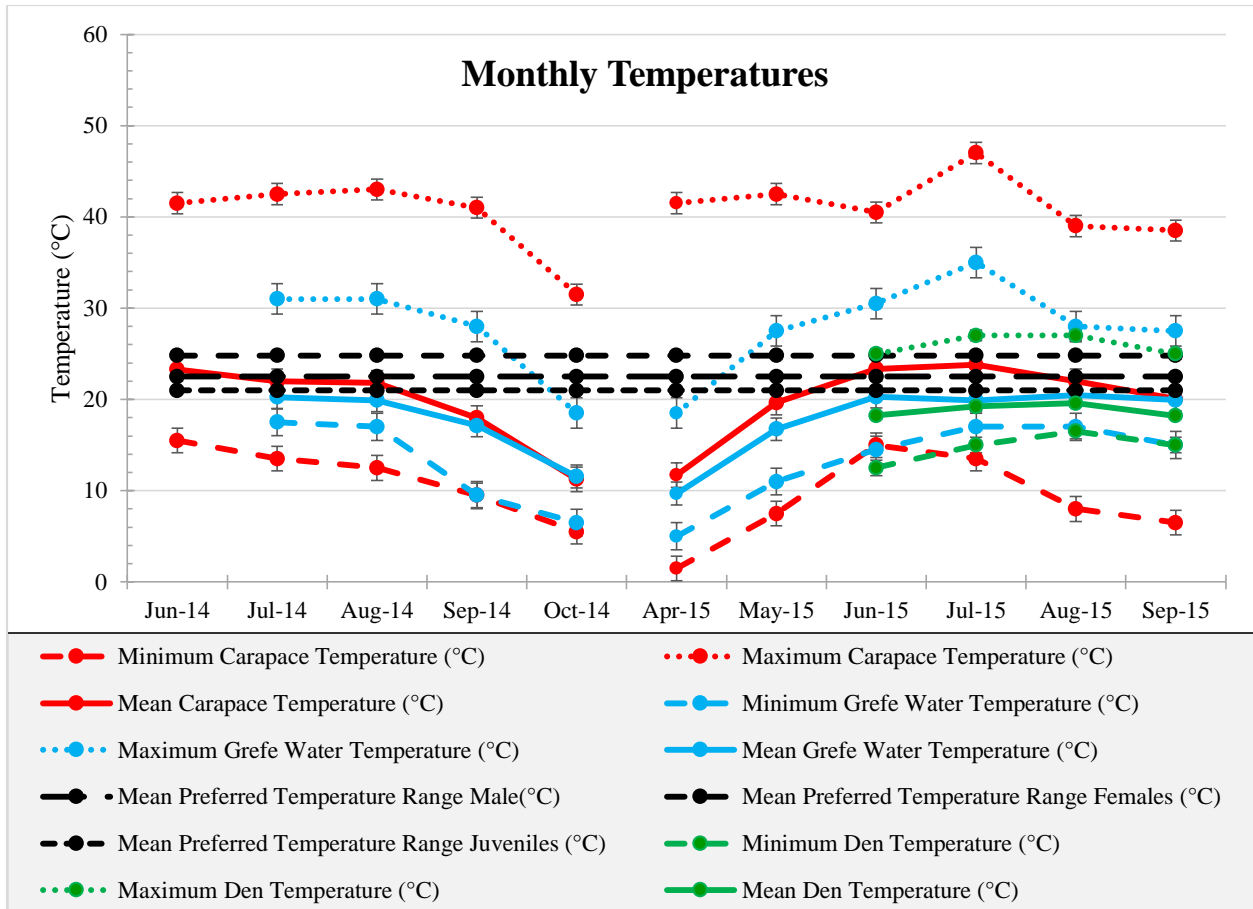 Monthly Temperatures
60
50
40
30
20
10
0
Temperature (°C)
Jun-14 Jul-14 Aug-14 Sep-14 Oct-14 Apr-15 May-15 Jun-15 Jul-15 Aug-15 Sep-15
Minimum Carapace Temperature (°C) Maximum Carapace Temperature (°C)
Mean Carapace Temperature (°C) Minimum Grefe Water Temperature (°C)
Maximum Grefe Water Temperature (°C) Mean Grefe Water Temperature (°C)
Mean Preferred Temperature Range Male(°C) Mean Preferred Temperature Range Females (°C)
Mean Preferred Temperature Range Juveniles (°C) Minimum Den Temperature (°C)
Maximum Den Temperature (°C) Mean Den Temperature (°C)